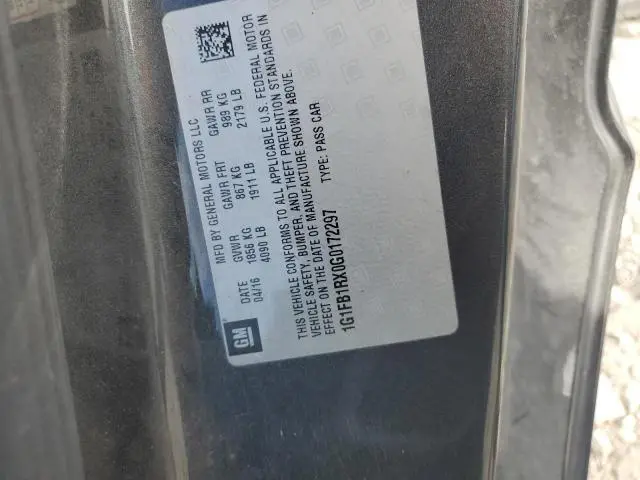 GM
MFD BY GENERAL MOTORS LLC
DATE GVWR GAWR FRT GAWR RR
04/16 1856 KG 867 KG 989 KG
4090 LB 1911 LB 2179 LB
THIS VEHICLE CONFORMS TO ALL APPLICABLE U.S. FEDERAL MOTOR
VEHICLE SAFETY, BUMPER, AND THEFT PREVENTION STANDARDS IN
EFFECT ON THE DATE OF MANUFACTURE SHOWN ABOVE.
1G1FB1RX0G0172297 TYPE: PASS CAR